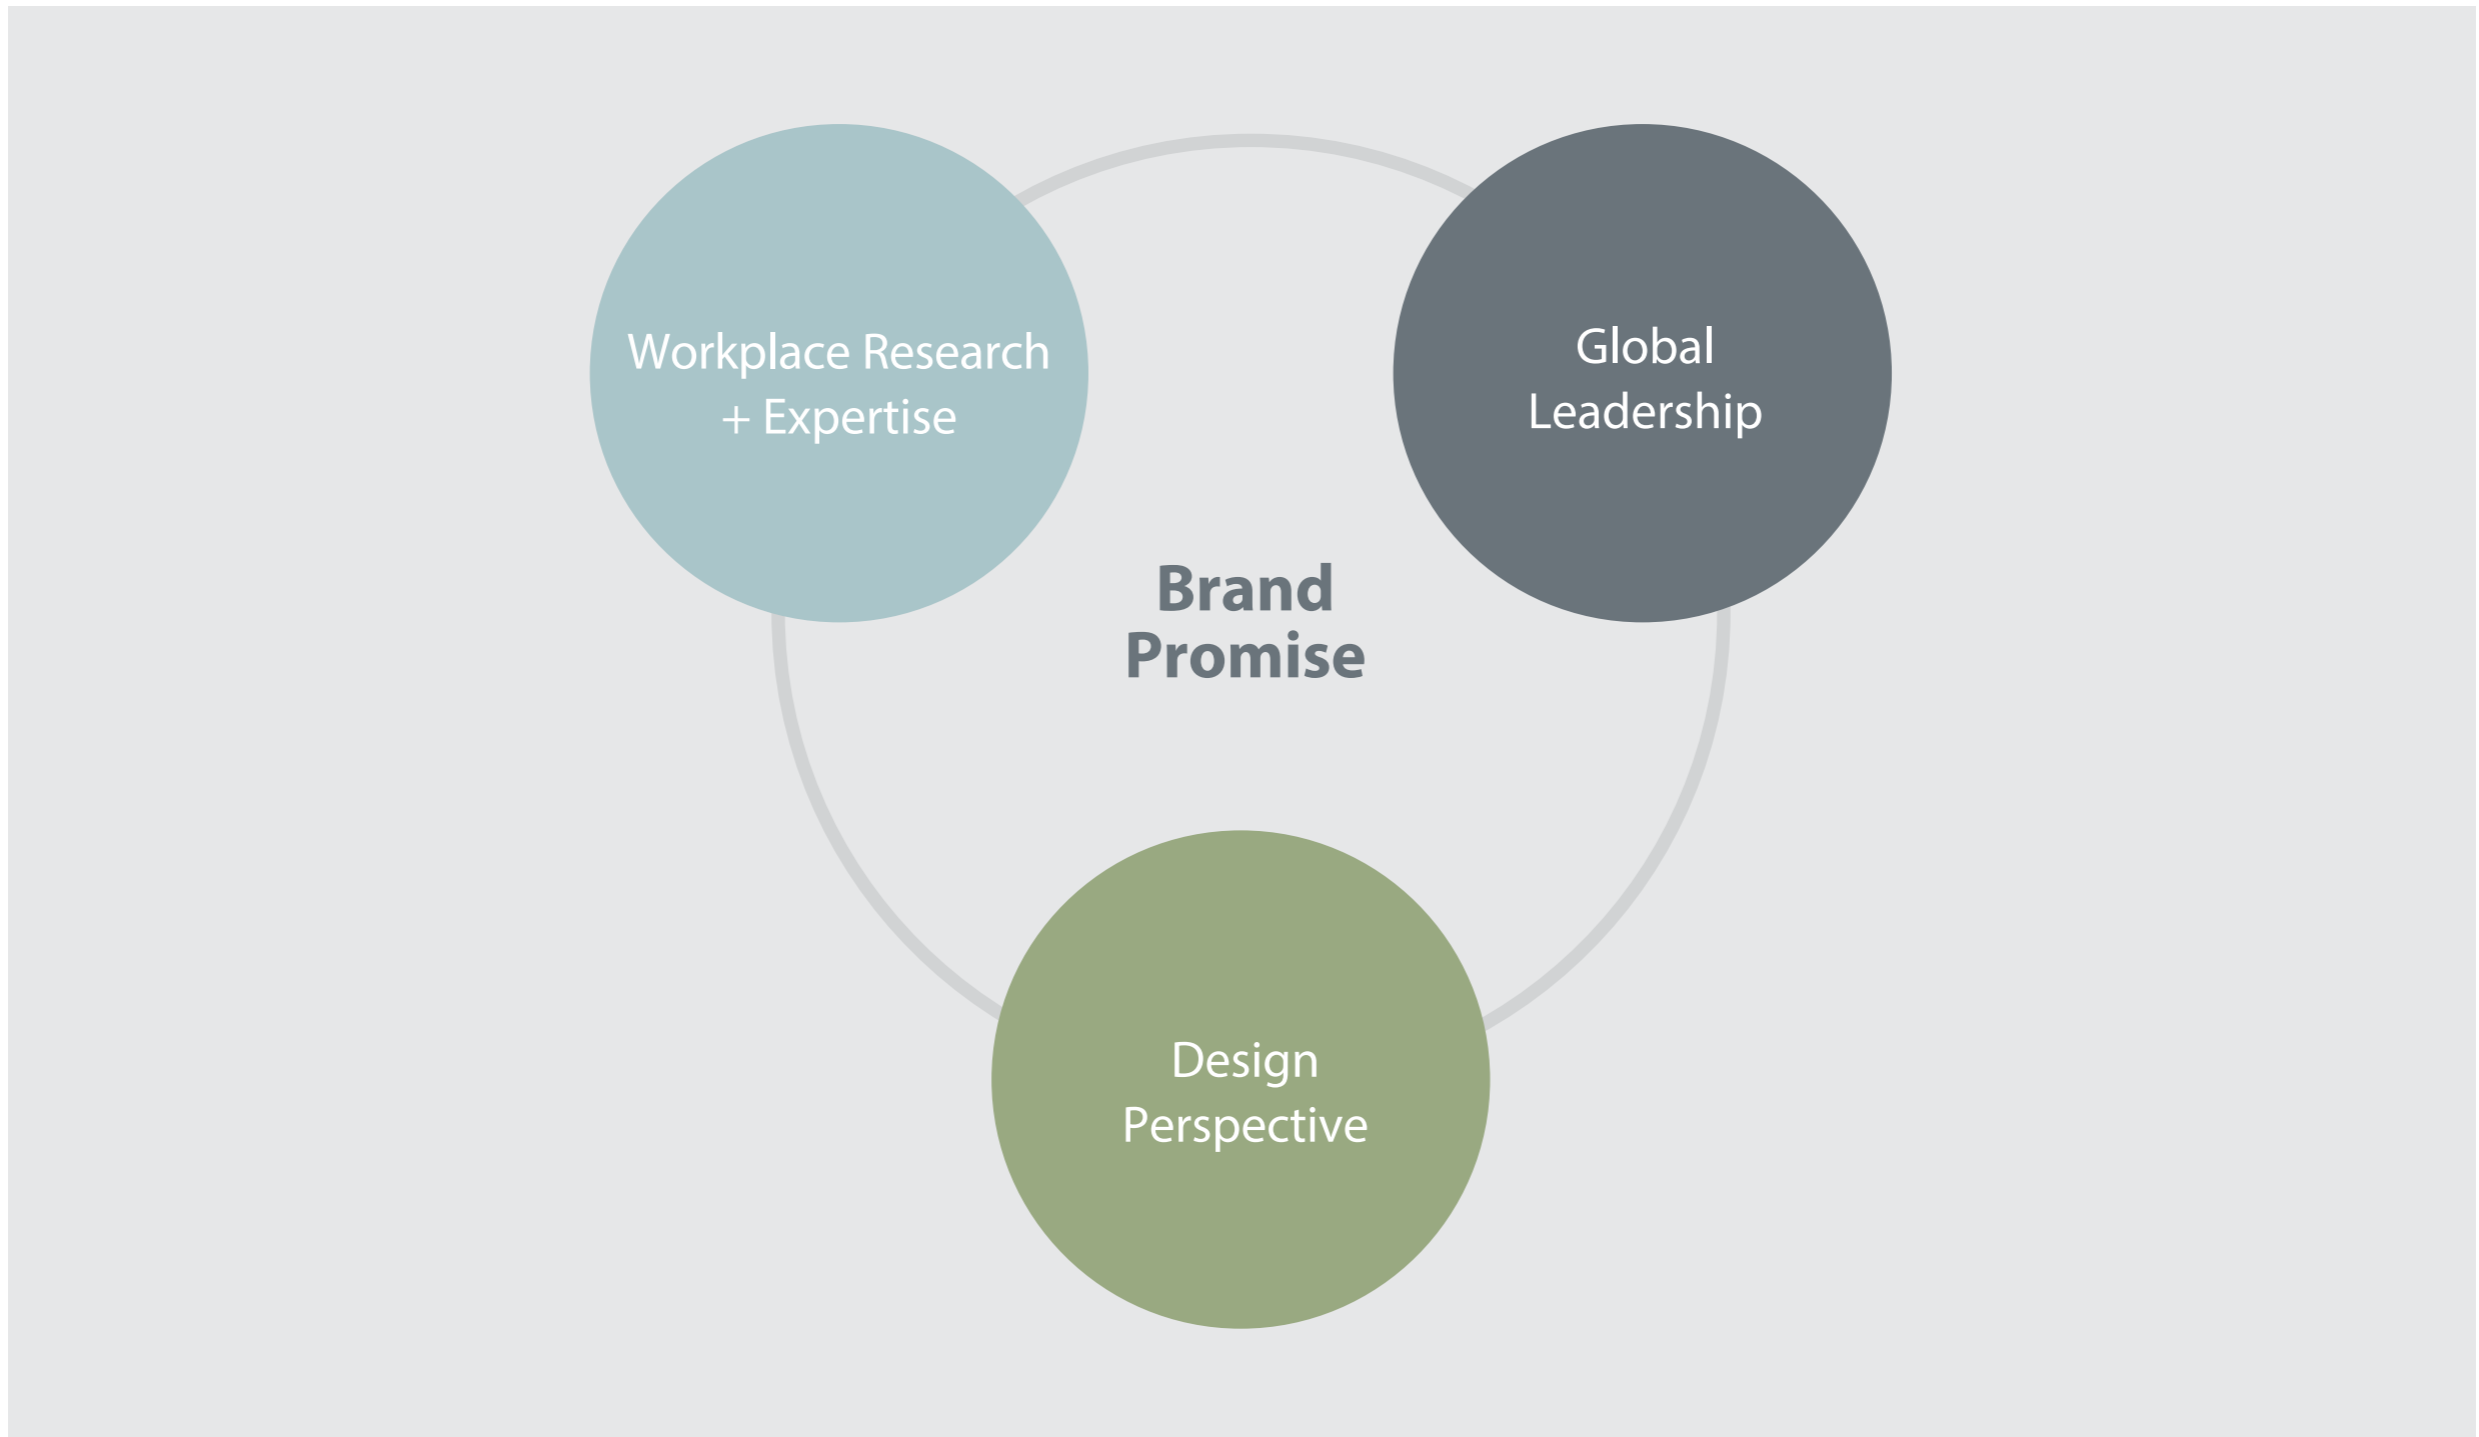 Workplace Research
+ Expertise
Global
Leadership
Brand
Promise
Design
Perspective